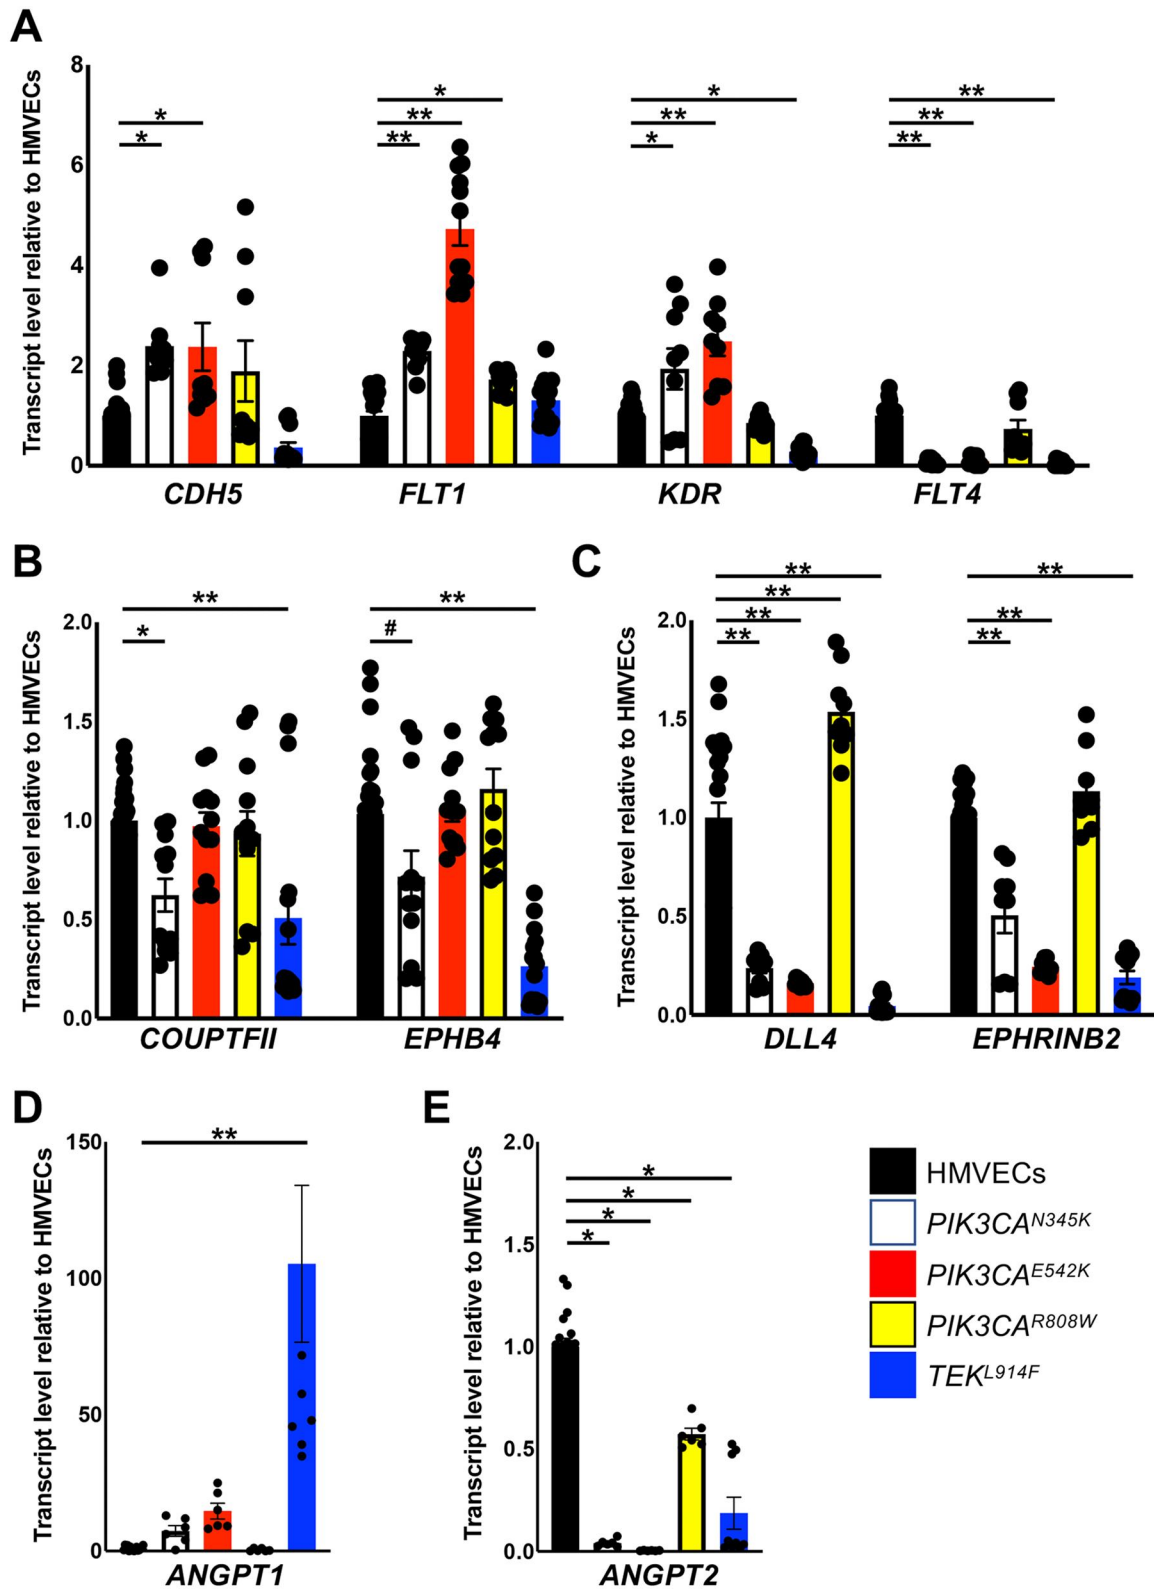 A
Transcript level relative to HMVECs
8
6
4
2
0
* * * ** ** * ** * ** ** **
CDH5 FLT1 KDR FLT4
B
Transcript level relative to HMVECs
2.0
1.5
1.0
0.5
0.0
** * ** #
COUPTFII EPHB4
C
Transcript level relative to HMVECs
2.0
1.5
1.0
0.5
0.0
** ** ** ** ** ** **
DLL4 EPHRINB2
D
Transcript level relative to HMVECs
150
100
50
0
**
ANGPT1
E
Transcript level relative to HMVECs
2.0
1.5
1.0
0.5
0.0
* * * *
ANGPT2
HMVECs
PIK3CA^N345K
PIK3CA^E542K
PIK3CA^R808W
TEK^L914F